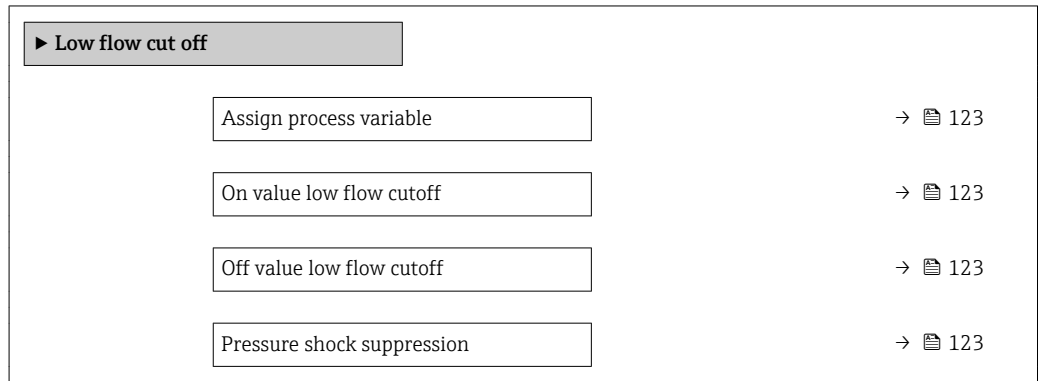 ► Low flow cut off
Assign process variable → 123
On value low flow cutoff → 123
Off value low flow cutoff → 123
Pressure shock suppression → 123